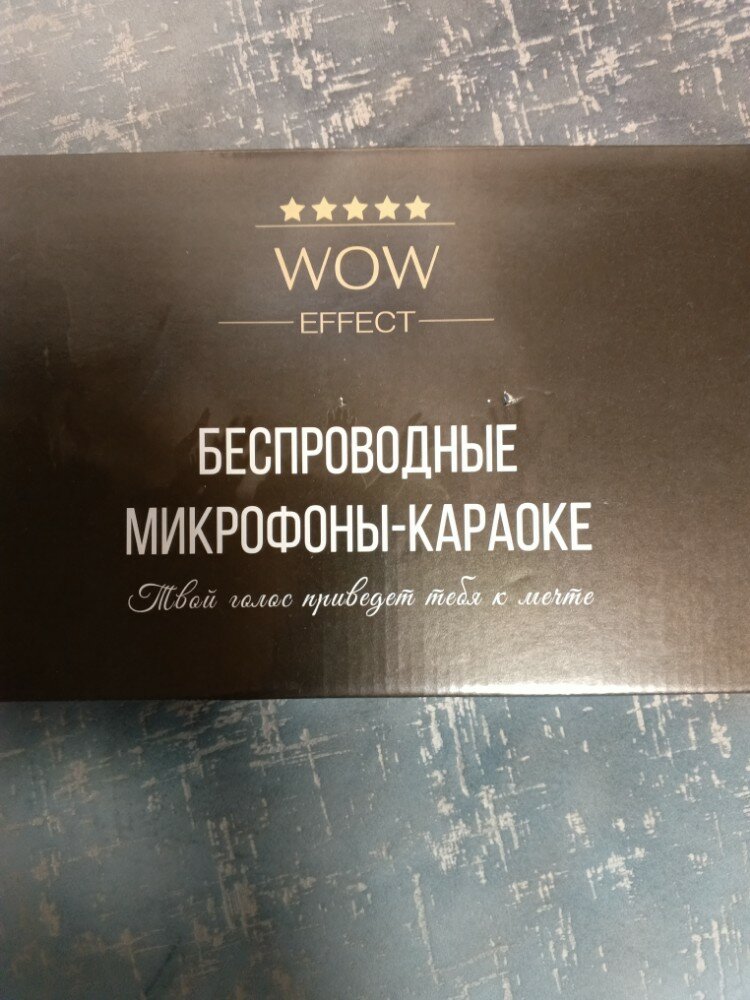 WOW
EFFECT
БЕСПРОВОДНЫЕ
МИКРОФОНЫ-КАРАОКЕ
Твой голос приведет тебя к мечте